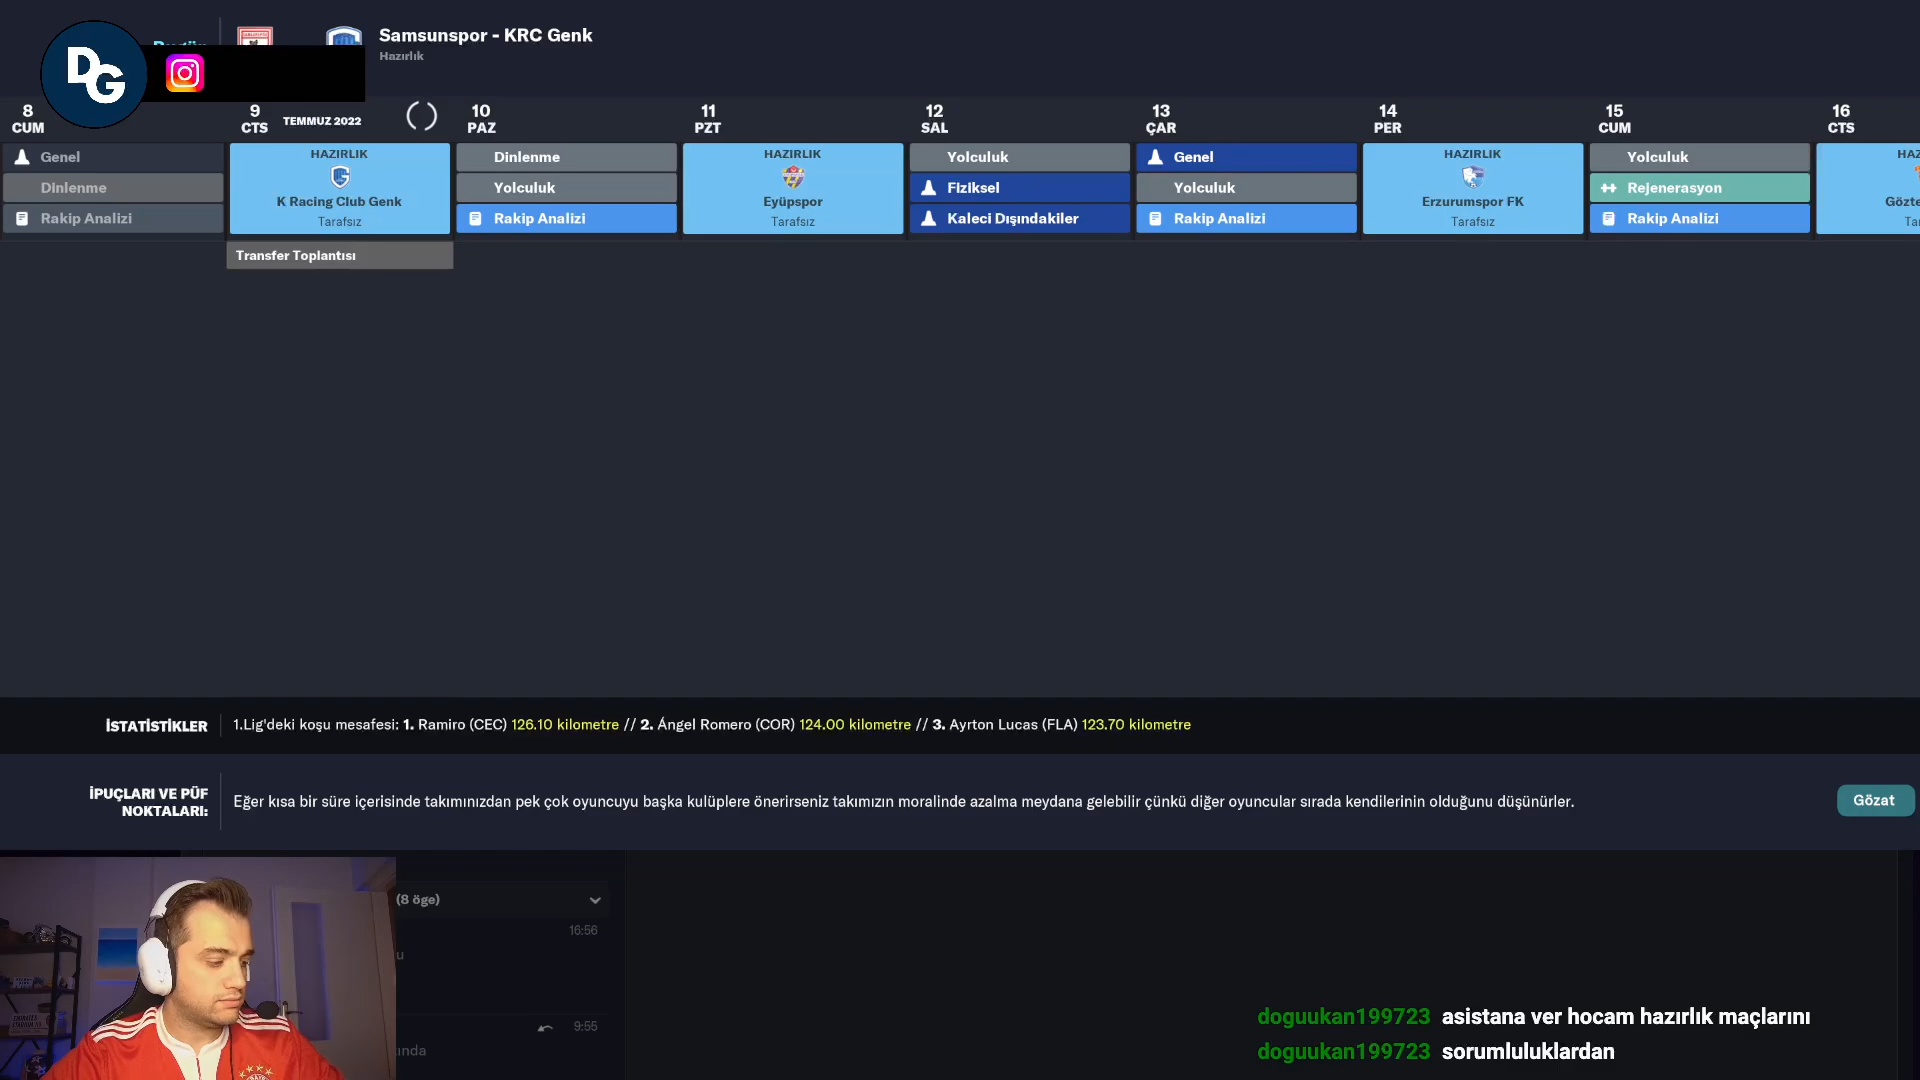 Bugün
Samsunspor - KRC Genk
Hazırlık
DG
8 CUM
9 CTS
TEMMUZ 2022
10 PAZ
11 PZT
12 SAL
13 ÇAR
14 PER
15 CUM
16 CTS
Genel
Dinlenme
Rakip Analizi
HAZIRLIK
K Racing Club Genk
Tarafsız
Transfer Toplantısı
Dinlenme
Yolculuk
Rakip Analizi
HAZIRLIK
Eyüpspor
Tarafsız
Yolculuk
Fiziksel
Kaleci Dışındakiler
Genel
Yolculuk
Rakip Analizi
HAZIRLIK
Erzurumspor FK
Tarafsız
Yolculuk
Rejenerasyon
Rakip Analizi
HAZ
Gözte
Tar
İSTATİSTİKLER
1.Lig'deki koşu mesafesi: 1. Ramiro (CEC) 126.10 kilometre // 2. Ángel Romero (COR) 124.00 kilometre // 3. Ayrton Lucas (FLA) 123.70 kilometre
İPUÇLARI VE PÜF
NOKTALARI:
Eğer kısa bir süre içerisinde takımınızdan pek çok oyuncuyu başka kulüplere önerirseniz takımızın moralinde azalma meydana gelebilir çünkü diğer oyuncular sırada kendilerinin olduğunu düşünürler.
Gözat
(8 öge)
16:56
u
9:55
ında
doguukan199723 asistana ver hocam hazırlık maçlarını
doguukan199723 sorumluluklardan